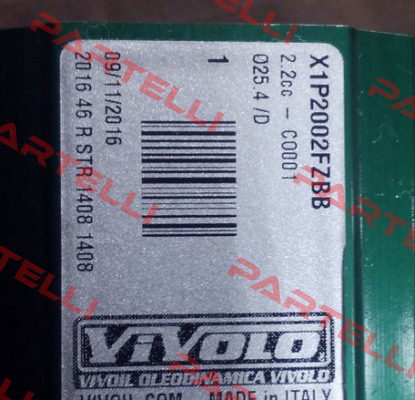 X1P2002FZBB
2.2cc - C0001
025.4 /D
1
09/11/2016
2016 46 R STR 1408 1408
ViVOLO
VIVOIL OLEODINAMICA VIVOLO
VIVOIL.COM MADE in ITALY
PARTELLI
PARTELLI
PARTELLI
PARTELLI
PARTELLI